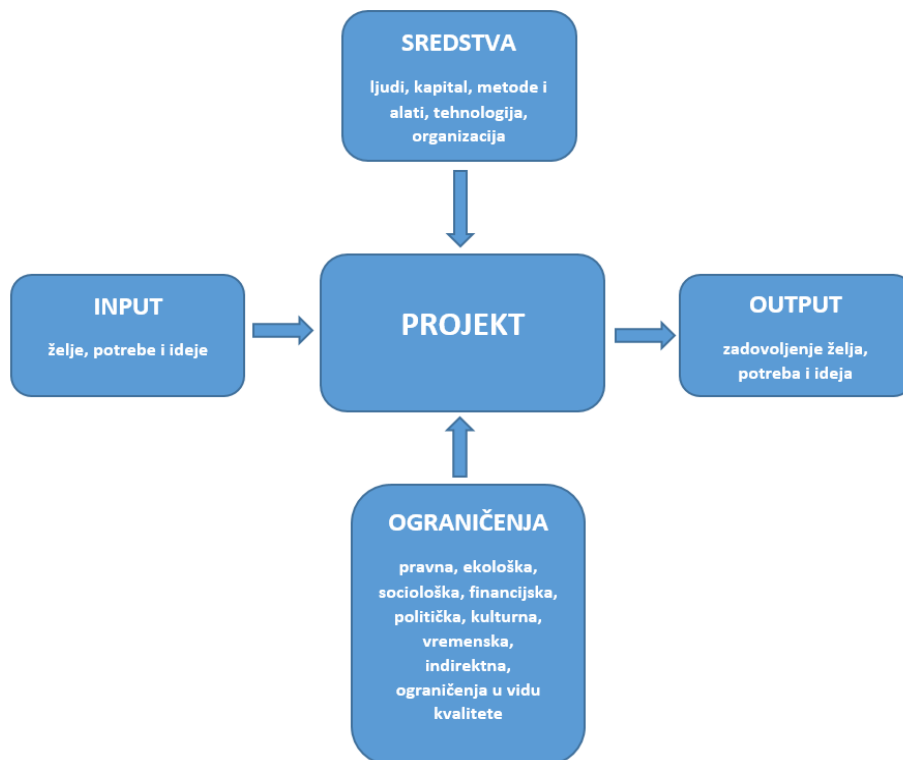 SREDSTVA
ljudi, kapital, metode i
alati, tehnologija,
organizacija
INPUT
želje, potrebe i ideje
PROJEKT
OUTPUT
zadovoljenje želja,
potreba i ideja
OGRANIČENJA
pravna, ekološka,
sociološka, financijska,
politička, kulturna,
vremenska,
indirektna,
ograničenja u vidu
kvalitete